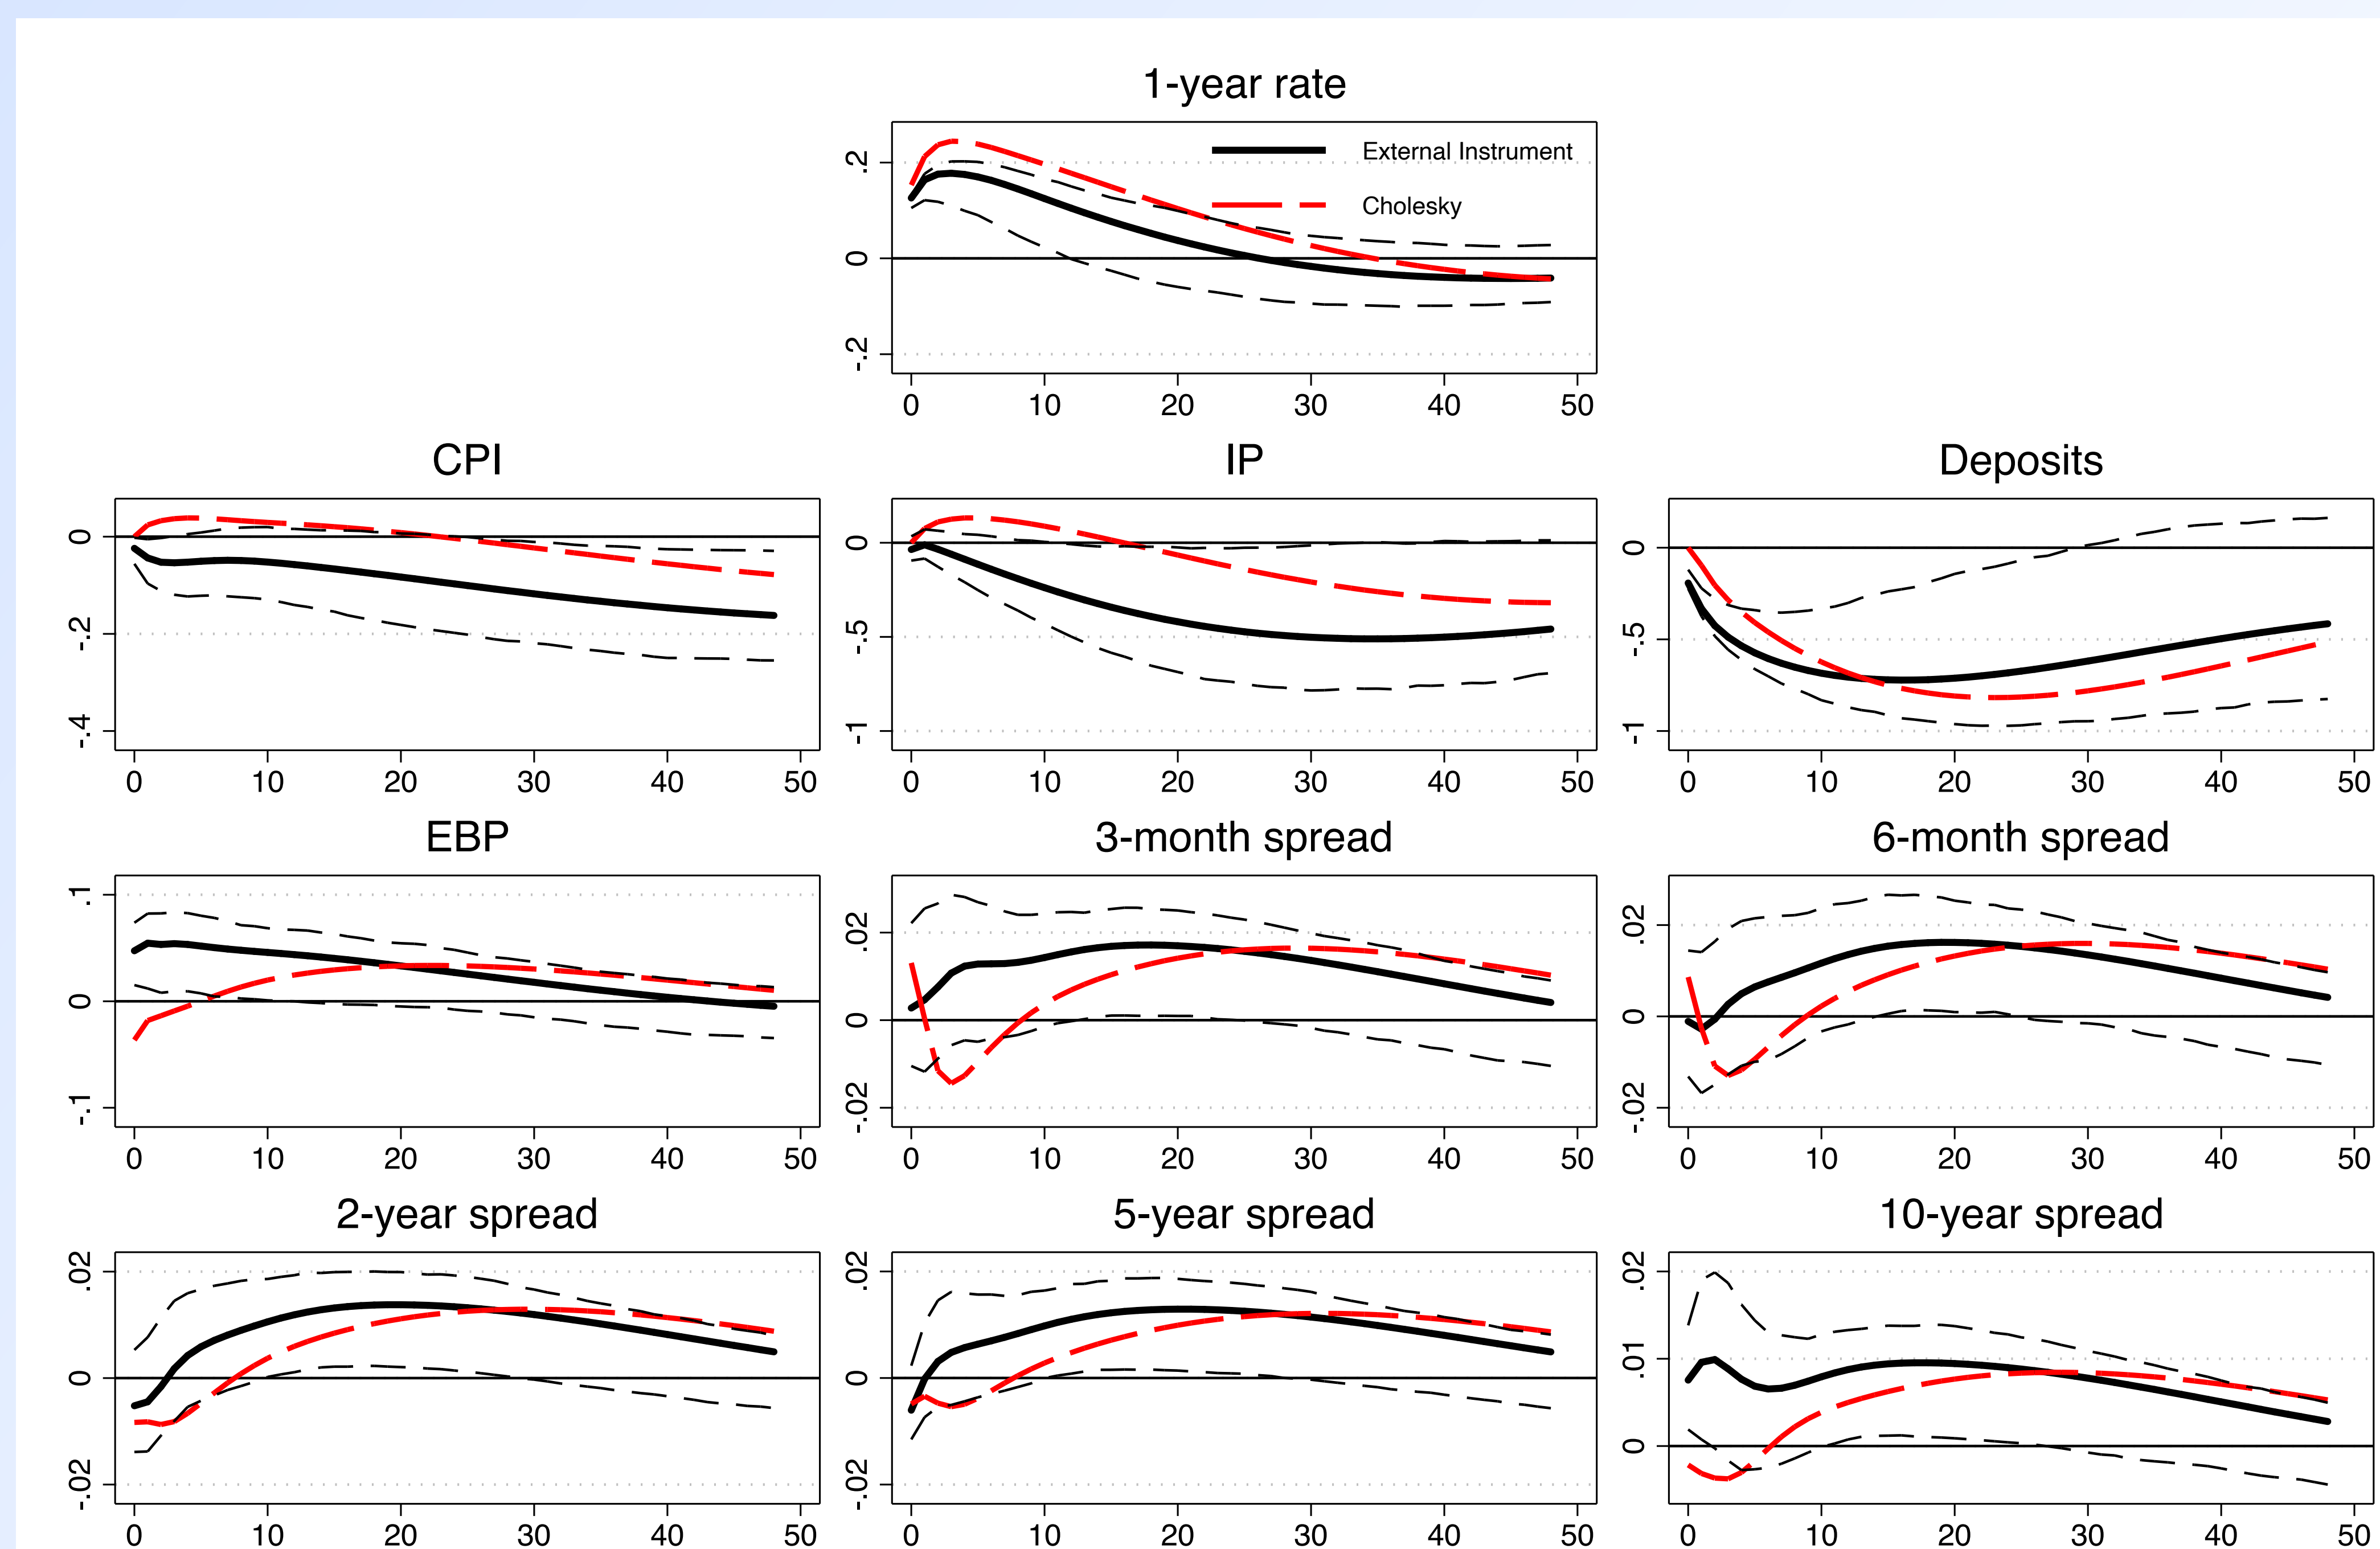 1-year rate
.2
0
-.2
External Instrument
Cholesky
0 10 20 30 40 50
CPI
0
-.2
-.4
0 10 20 30 40 50
IP
0
-.5
-1
0 10 20 30 40 50
Deposits
0
-.5
-1
0 10 20 30 40 50
EBP
.1
0
-.1
0 10 20 30 40 50
3-month spread
.02
0
-.02
0 10 20 30 40 50
6-month spread
.02
0
-.02
0 10 20 30 40 50
2-year spread
.02
0
-.02
0 10 20 30 40 50
5-year spread
.02
0
-.02
0 10 20 30 40 50
10-year spread
.02
.01
0
0 10 20 30 40 50